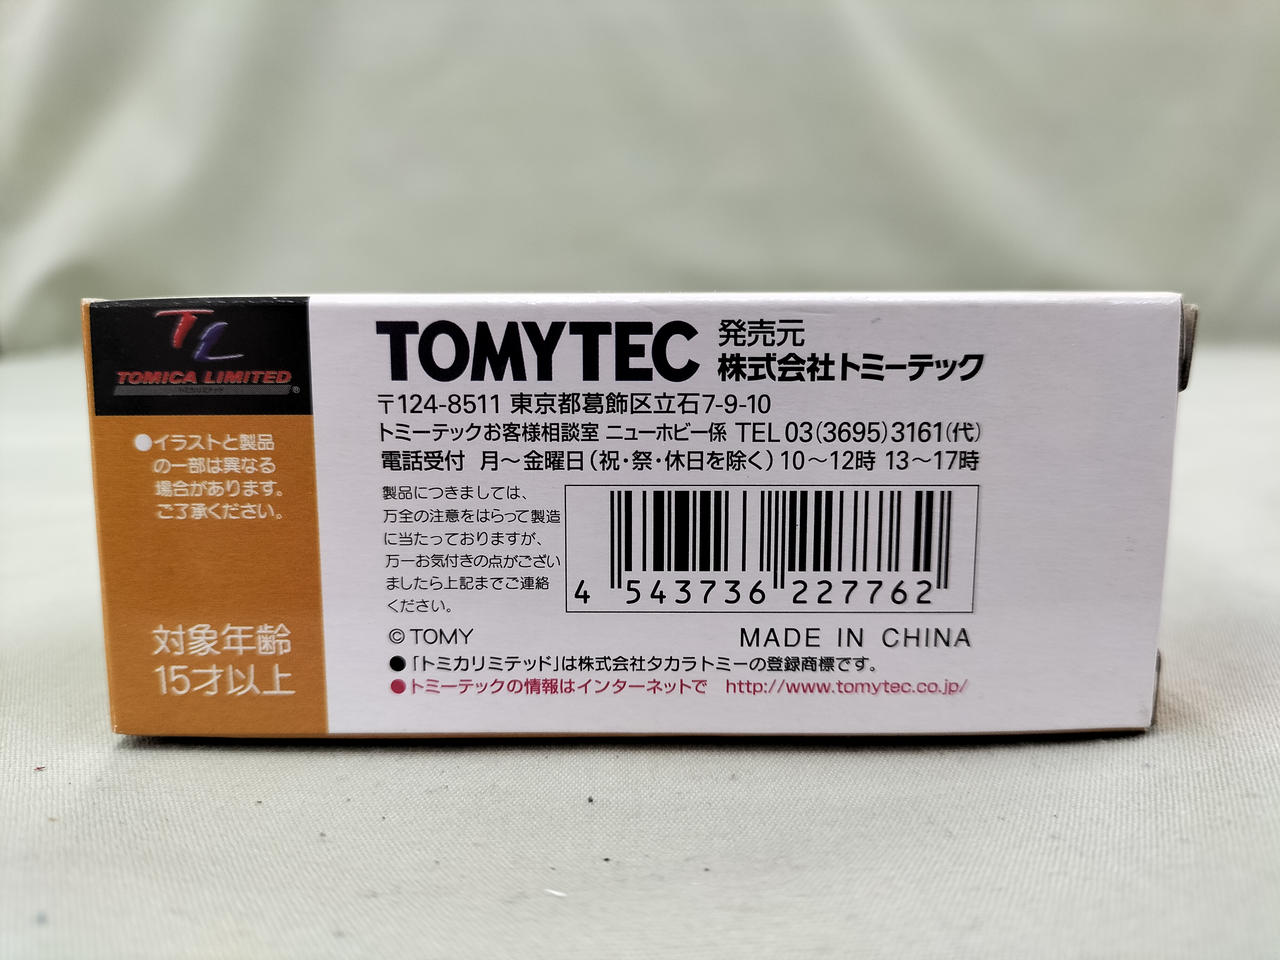 TL
TOMICA LIMITED
トミカリミテッド
®
●イラストと製品
の一部は異なる
場合があります。
ご了承ください。
対象年齢
15才以上
TOMYTEC 発売元
株式会社トミーテック
〒124-8511 東京都葛飾区立石7-9-10
トミーテックお客様相談室 ニューホビー係 TEL 03(3695)3161(代)
電話受付 月〜金曜日(祝・祭・休日を除く)10〜12時 13〜17時
製品につきましては、
万全の注意をはらって製造
に当たっておりますが、
万一お気付きの点がござい
ましたら上記までご連絡
ください。
4 543736 227762
©TOMY MADE IN CHINA
●「トミカリミテッド」は株式会社タカラトミーの登録商標です。
●トミーテックの情報はインターネットで http://www.tomytec.co.jp/